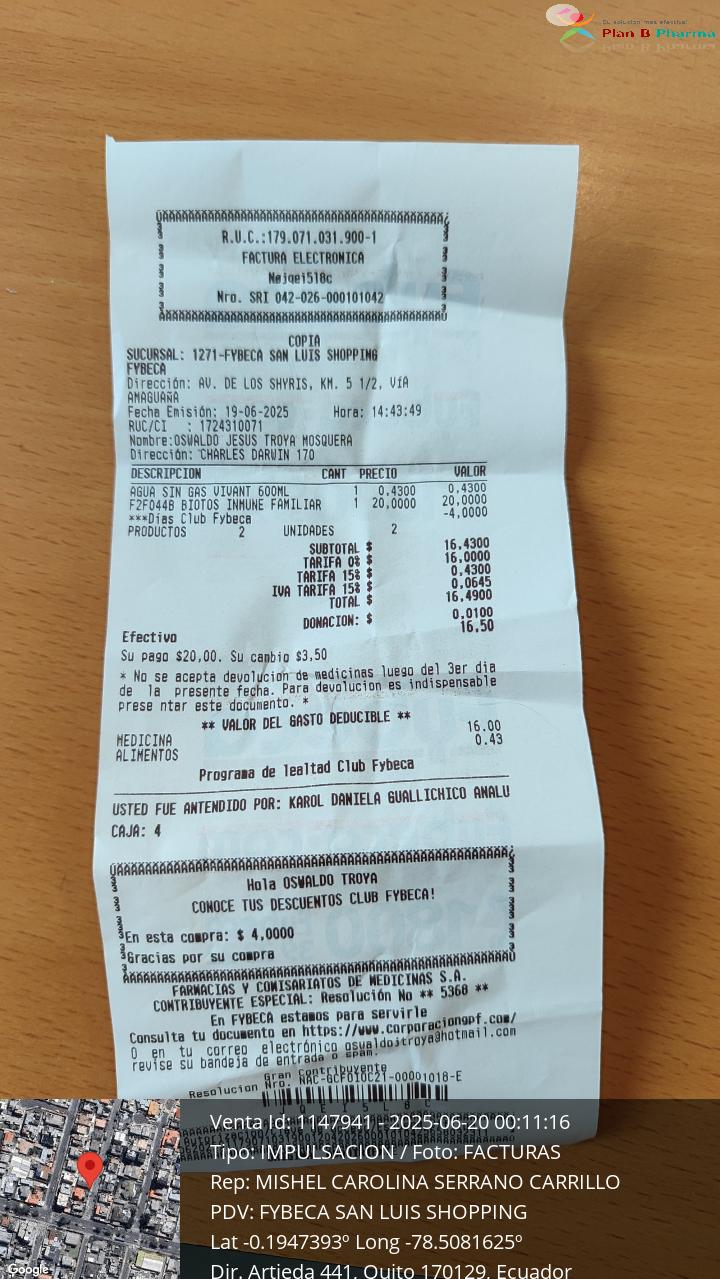 Su solucion mas efectiva!
Plan B Pharma
R.U.C.:179.071.031.900-1
FACTURA ELECTRONICA
Nejqei518c
Nro. SRI 042-026-000101042
COPIA
SUCURSAL: 1271-FYBECA SAN LUIS SHOPPING
FYBECA
Dirección: AV. DE LOS SHYRIS, KM. 5 1/2, VíA
AMAGUAÑA
Fecha Emisión: 19-06-2025 Hora: 14:43:49
RUC/CI : 1724310071
Nombre:OSWALDO JESUS TROYA MOSQUERA
Dirección: CHARLES DARWIN 170
DESCRIPCION CANT PRECIO VALOR
AGUA SIN GAS VIVANT 600ML 1 0.4300 0,4300
F2F044B BIOTOS INMUNE FAMILIAR 1 20,0000 20,0000
***Días Club Fybeca -4,0000
PRODUCTOS 2 UNIDADES 2
SUBTOTAL $ 16,4300
TARIFA 0% $ 16,0000
TARIFA 15% $ 0,4300
IVA TARIFA 15% $ 0,0645
TOTAL $ 16,4900
DONACION: $ 0,0100
Efectivo 16,50
Su pago $20,00. Su cambio $3,50
* No se acepta devolucion de medicinas luego del 3er dia
de la presente fecha. Para devolucion es indispensable
prese ntar este documento. *
** VALOR DEL GASTO DEDUCIBLE **
MEDICINA 16.00
ALIMENTOS 0.43
Programa de lealtad Club Fybeca
USTED FUE ANTENDIDO POR: KAROL DANIELA GUALLICHICO ANALU
CAJA: 4
Hola OSWALDO TROYA
CONOCE TUS DESCUENTOS CLUB FYBECA!
En esta compra: $ 4,0000
Gracias por su compra
FARMACIAS Y COMISARIATOS DE MEDICINAS S.A.
CONTRIBUYENTE ESPECIAL: Resolución No ** 5368 **
En FYBECA estamos para servirle
Consulta tu documento en https://www.corporaciongpf.com/
O en tu correo electrónico osvaldojtroya@hotmail.com
revise su bandeja de entrada o spam.
Gran Contribuyente
Resolucion Nro. NAC-GCFOIOC21-00001018-E
Venta Id: 1147941 - 2025-06-20 00:11:16
Tipo: IMPULSACION / Foto: FACTURAS
Rep: MISHEL CAROLINA SERRANO CARRILLO
PDV: FYBECA SAN LUIS SHOPPING
Lat -0.1947393º Long -78.5081625º
Dir. Artieda 441, Quito 170129, Ecuador
Google